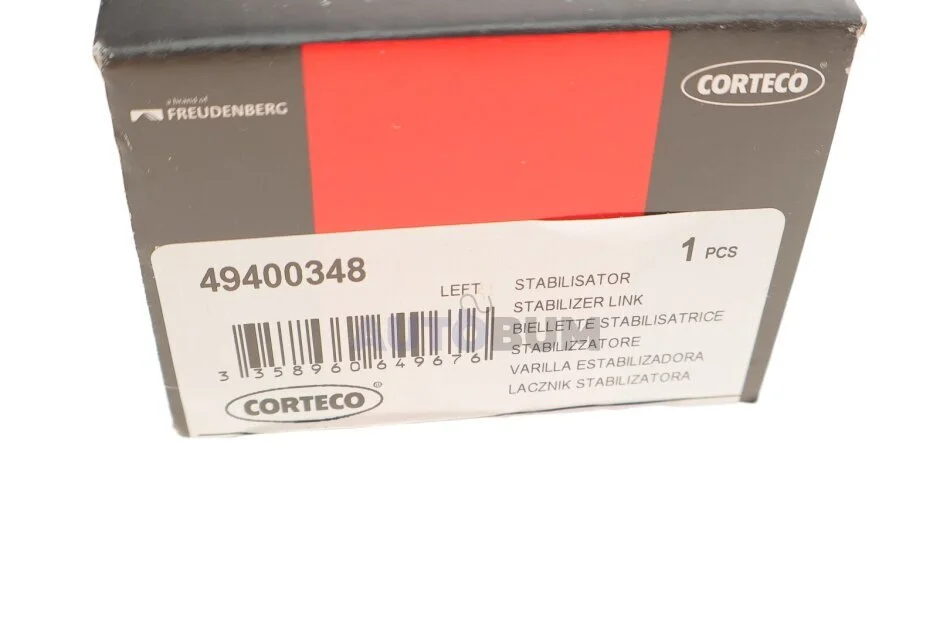 a brand of
FREUDENBERG
CORTECO®
49400348
1 PCS
LEFT
STABILISATOR
STABILIZER LINK
BIELLETTE STABILISATRICE
STABILIZZATORE
VARILLA ESTABILIZADORA
LACZNIK STABILIZATORA
AUTOBUM
3 358960 649676
CORTECO®